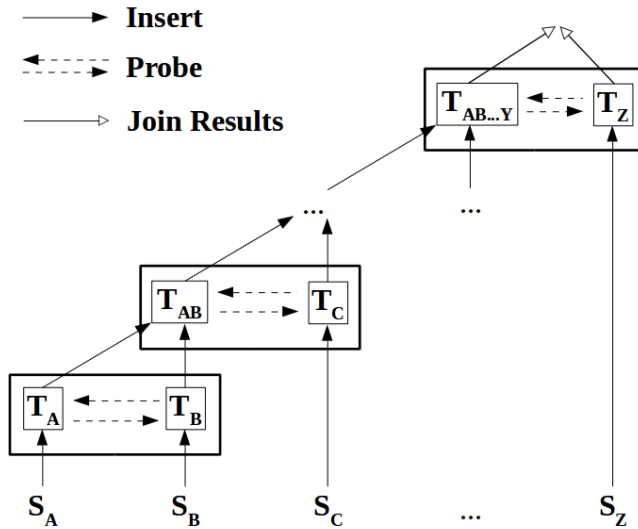 Insert
Probe
Join Results
T_AB...Y T_Z
... ...
T_AB T_C
T_A T_B
S_A S_B S_C ... S_Z